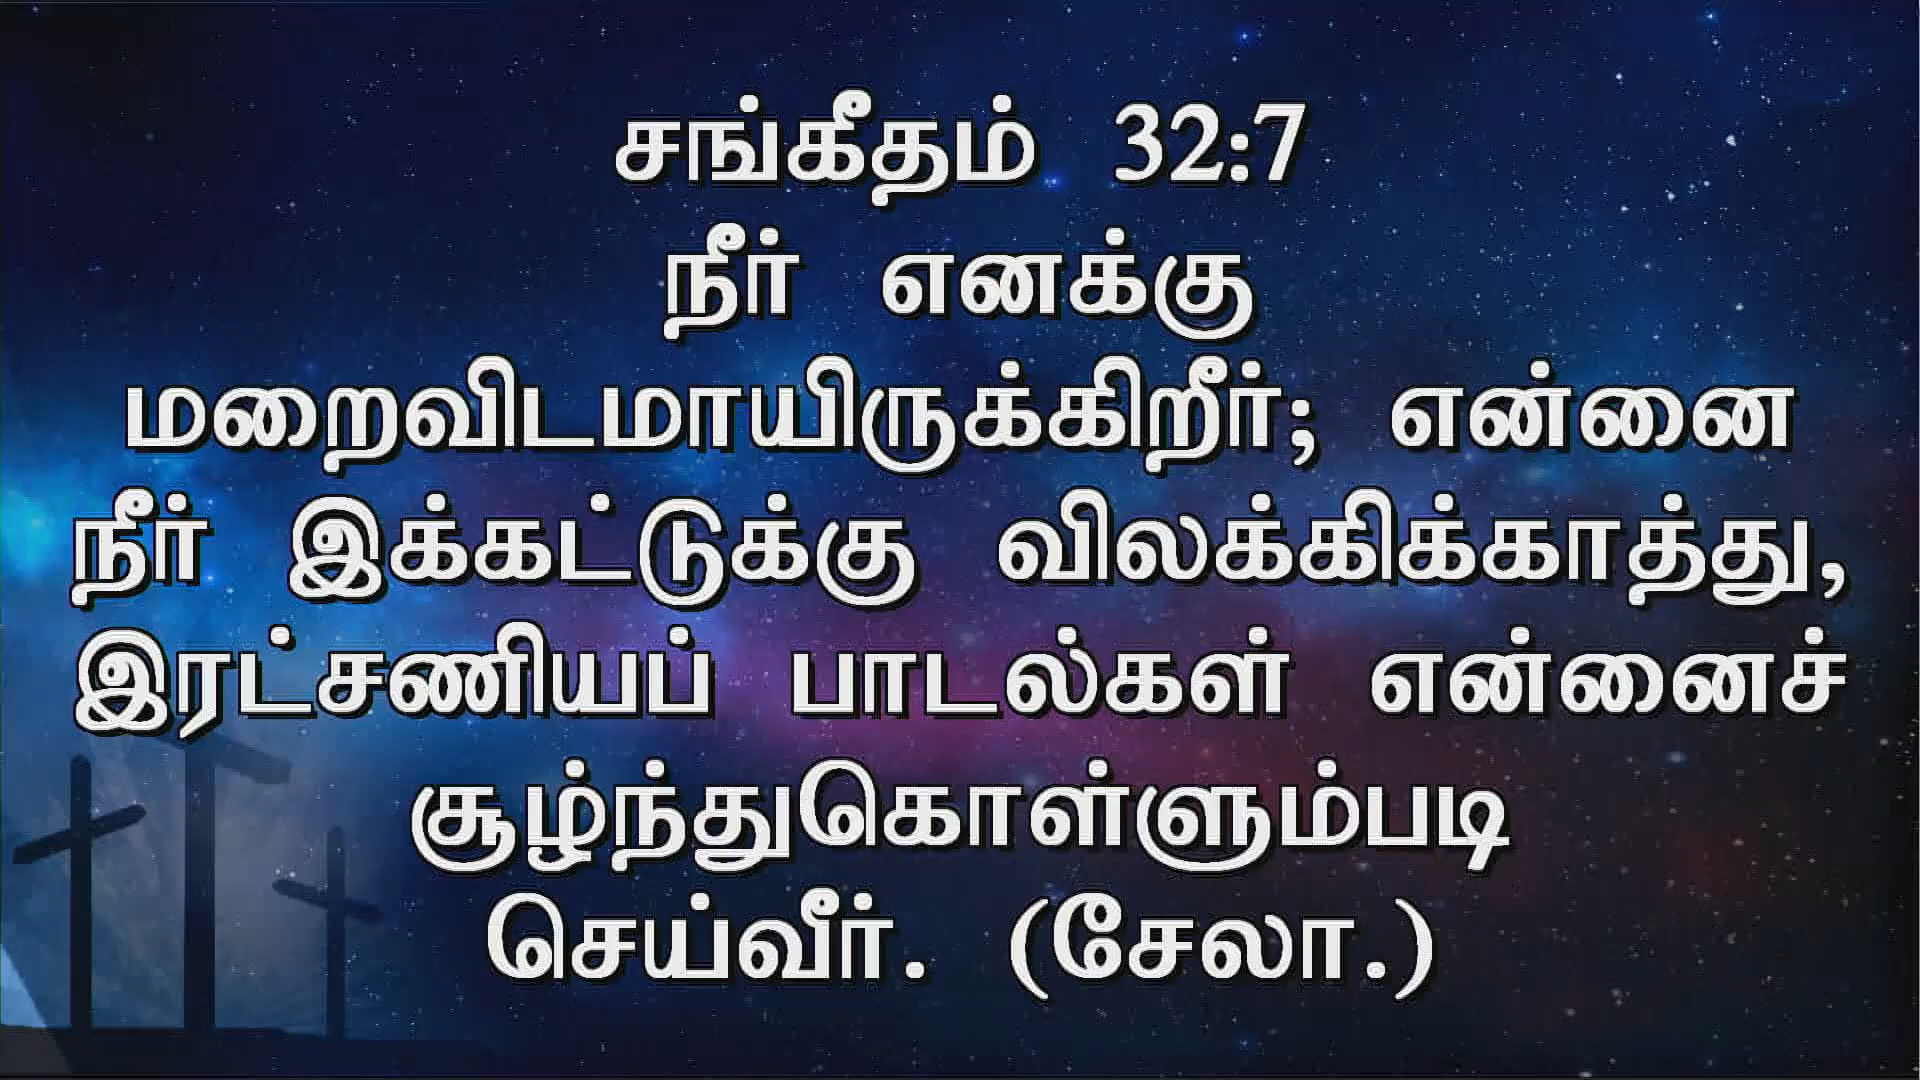 சங்கீதம் 32:7
நீர் எனக்கு
மறைவிடமாயிருக்கிறீர்; என்னை
நீர் இக்கட்டுக்கு விலக்கிக்காத்து,
இரட்சணியப் பாடல்கள் என்னைச்
சூழ்ந்துகொள்ளும்படி
செய்வீர். (சேலா.)